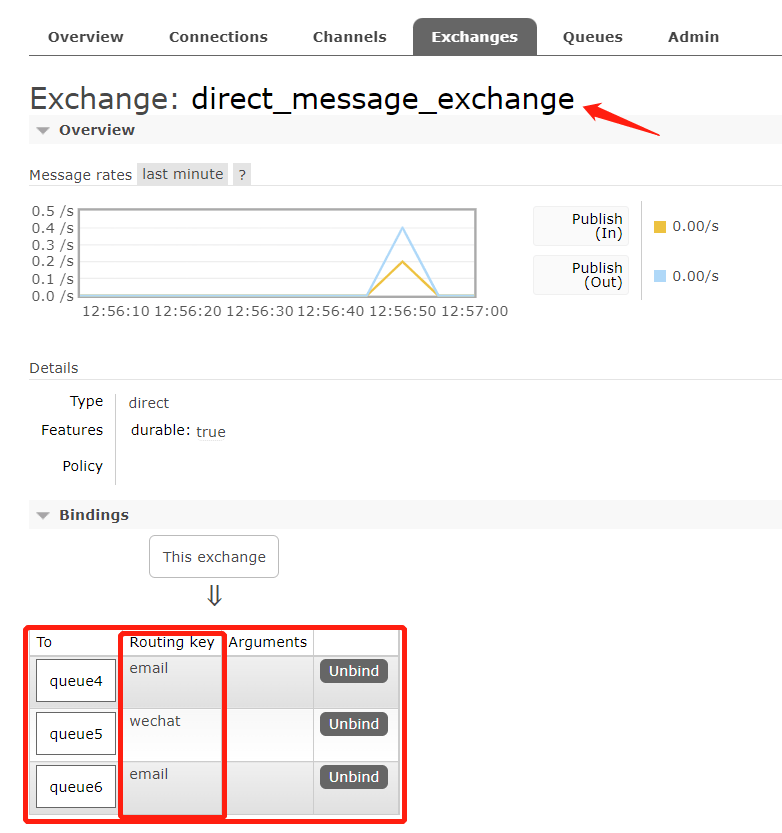 Overview Connections Channels Exchanges Queues Admin
Exchange: direct_message_exchange
Overview
Message rates last minute ?
0.5 /s
0.4 /s
0.3 /s
0.2 /s
0.1 /s
0.0 /s
12:56:10 12:56:20 12:56:30 12:56:40 12:56:50 12:57:00
Publish
(In)
0.00/s
Publish
(Out)
0.00/s
Details
Type direct
Features durable: true
Policy
Bindings
This exchange
⇓
To Routing key Arguments
queue4 email Unbind
queue5 wechat Unbind
queue6 email Unbind